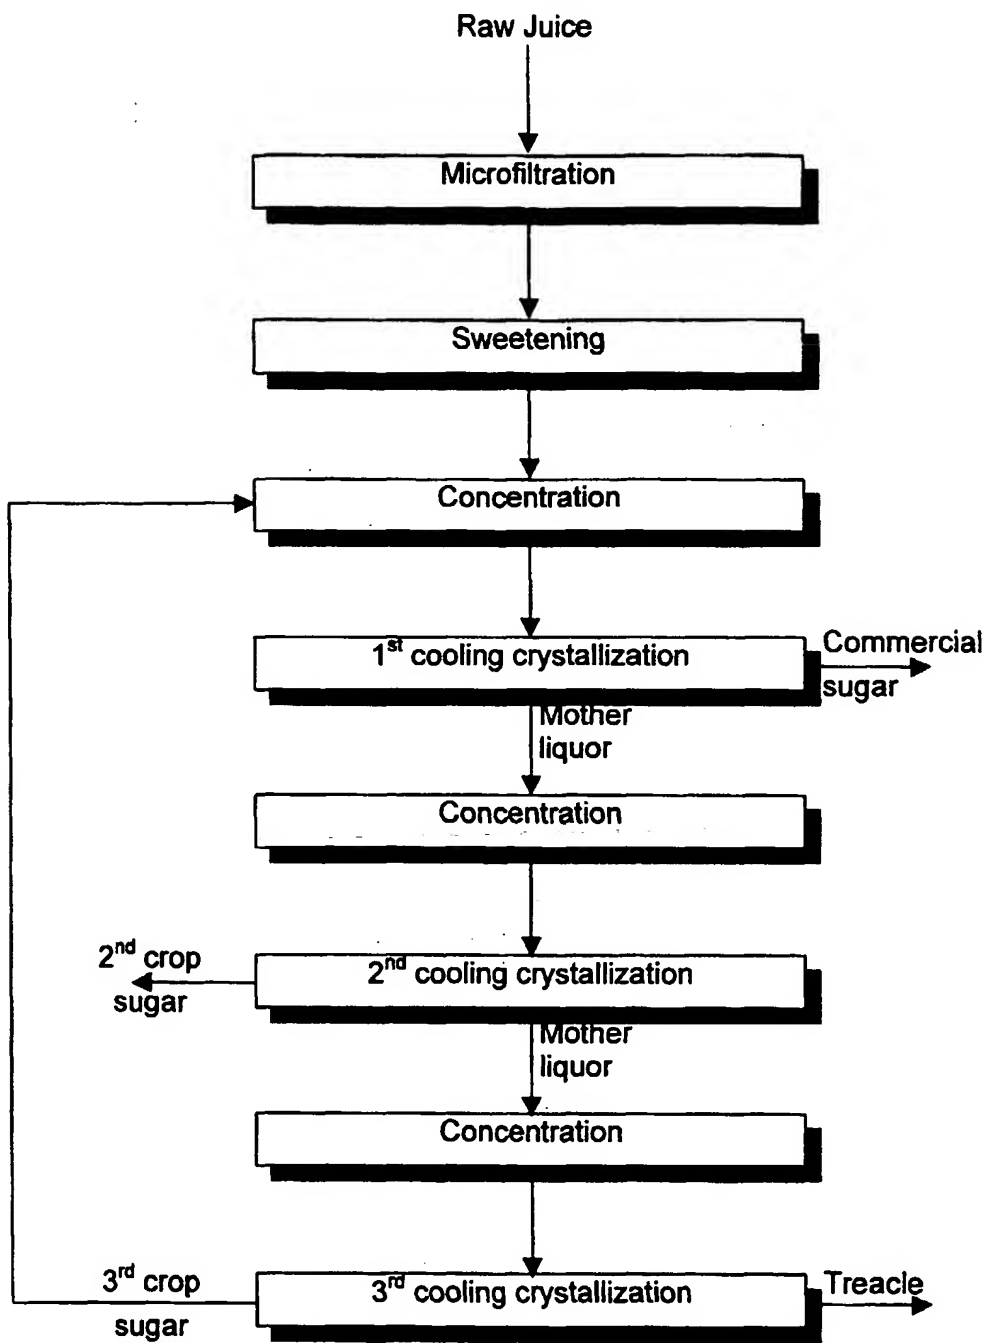 Raw Juice
Microfiltration
Sweetening
Concentration
1st cooling crystallization
Commercial
sugar
Mother
liquor
Concentration
2nd crop
sugar
2nd cooling crystallization
Mother
liquor
Concentration
3rd crop
sugar
3rd cooling crystallization
Treacle